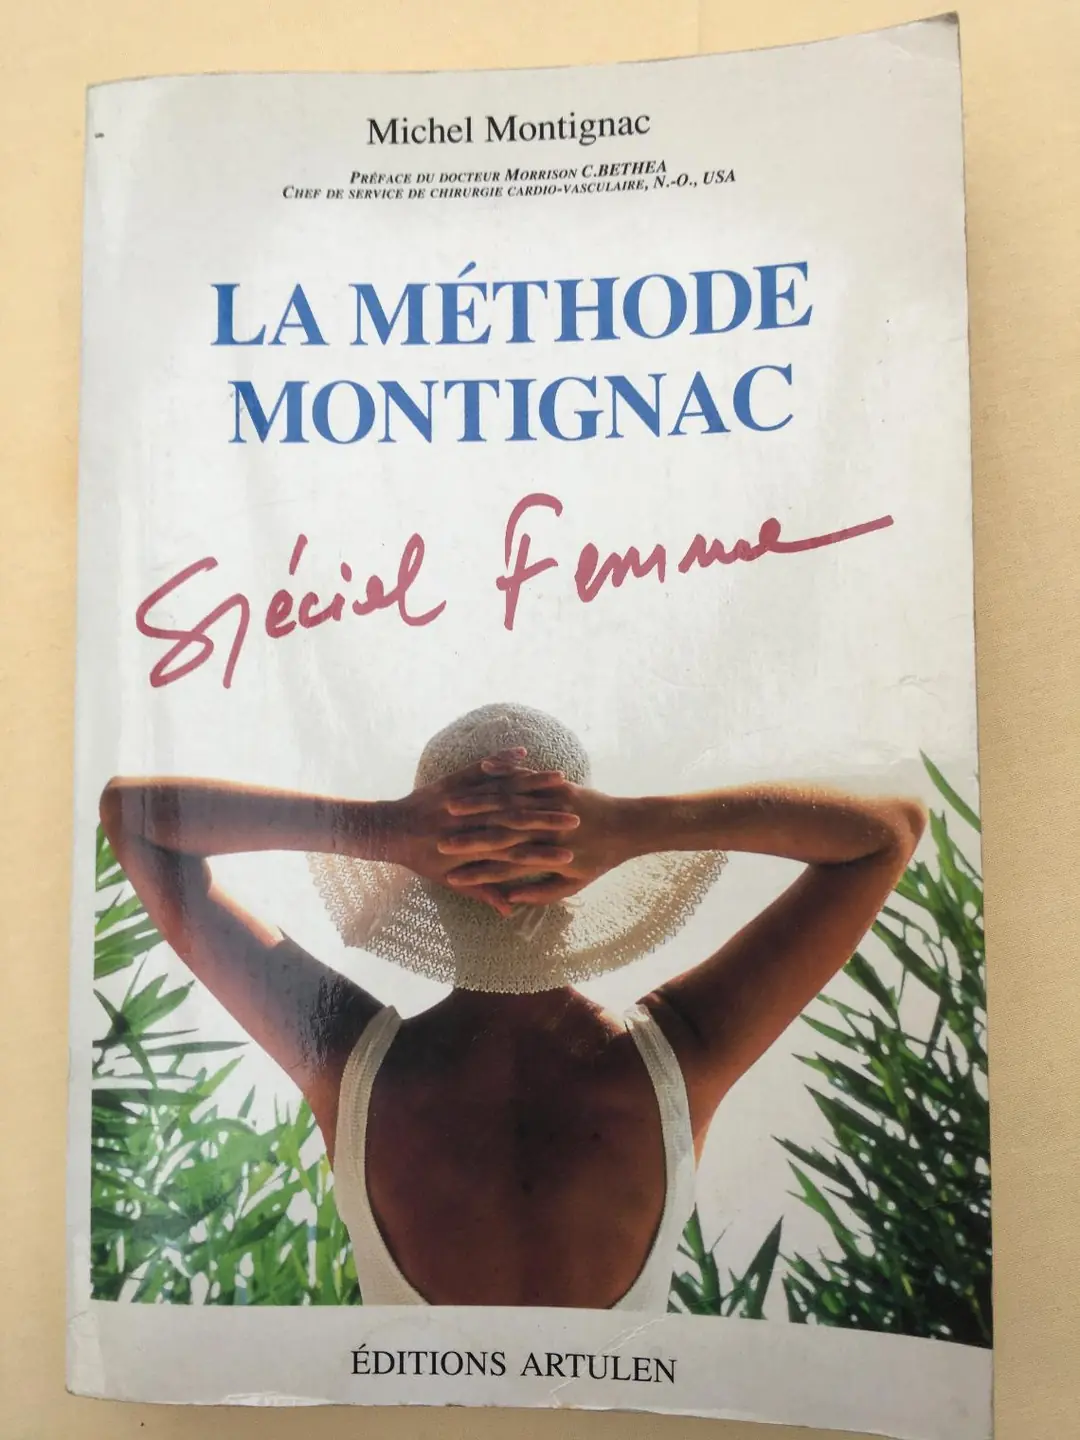 Michel Montignac
PRÉFACE DU DOCTEUR MORRISON C.BETHEA
CHEF DE SERVICE DE CHIRURGIE CARDIO-VASCULAIRE, N.-O., USA
LA MÉTHODE
MONTIGNAC
Spécial Femme
ÉDITIONS ARTULEN